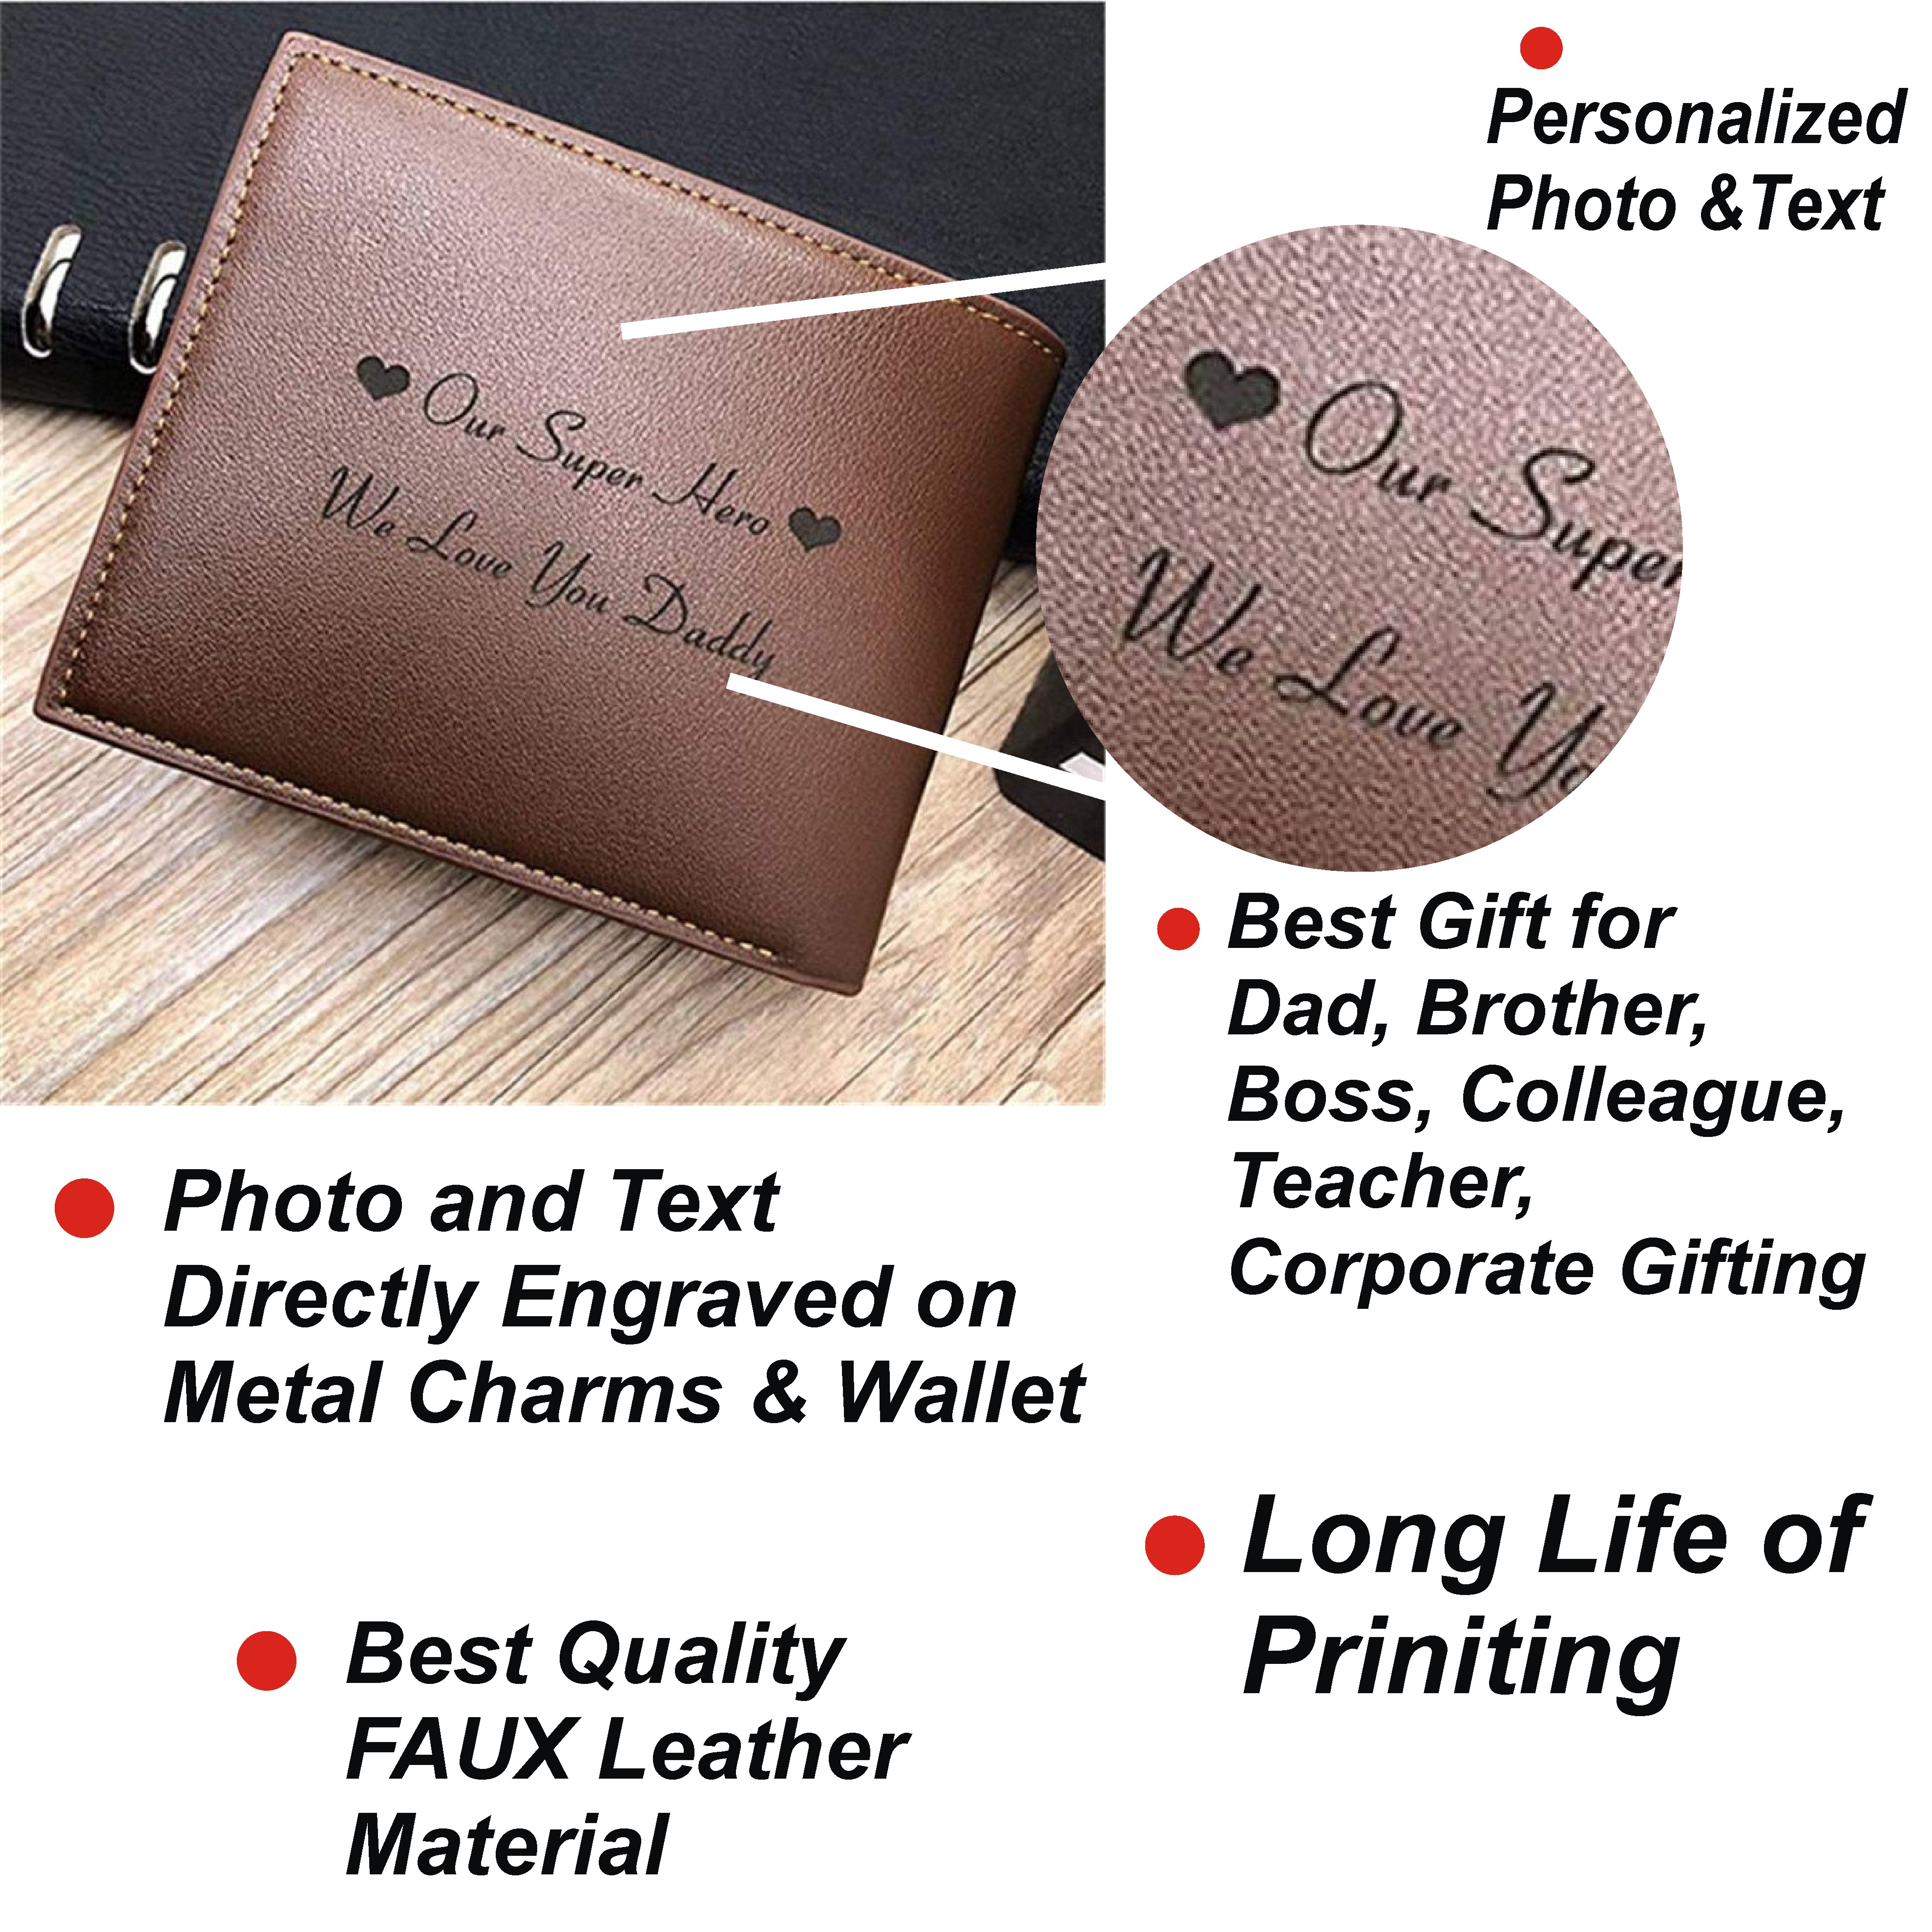 Our Super Hero
We Love You Daddy
Personalized
Photo &Text
Our Super
We Love Yo
Best Gift for
Dad, Brother,
Boss, Colleague,
Teacher,
Corporate Gifting
Photo and Text
Directly Engraved on
Metal Charms & Wallet
Long Life of
Priniting
Best Quality
FAUX Leather
Material